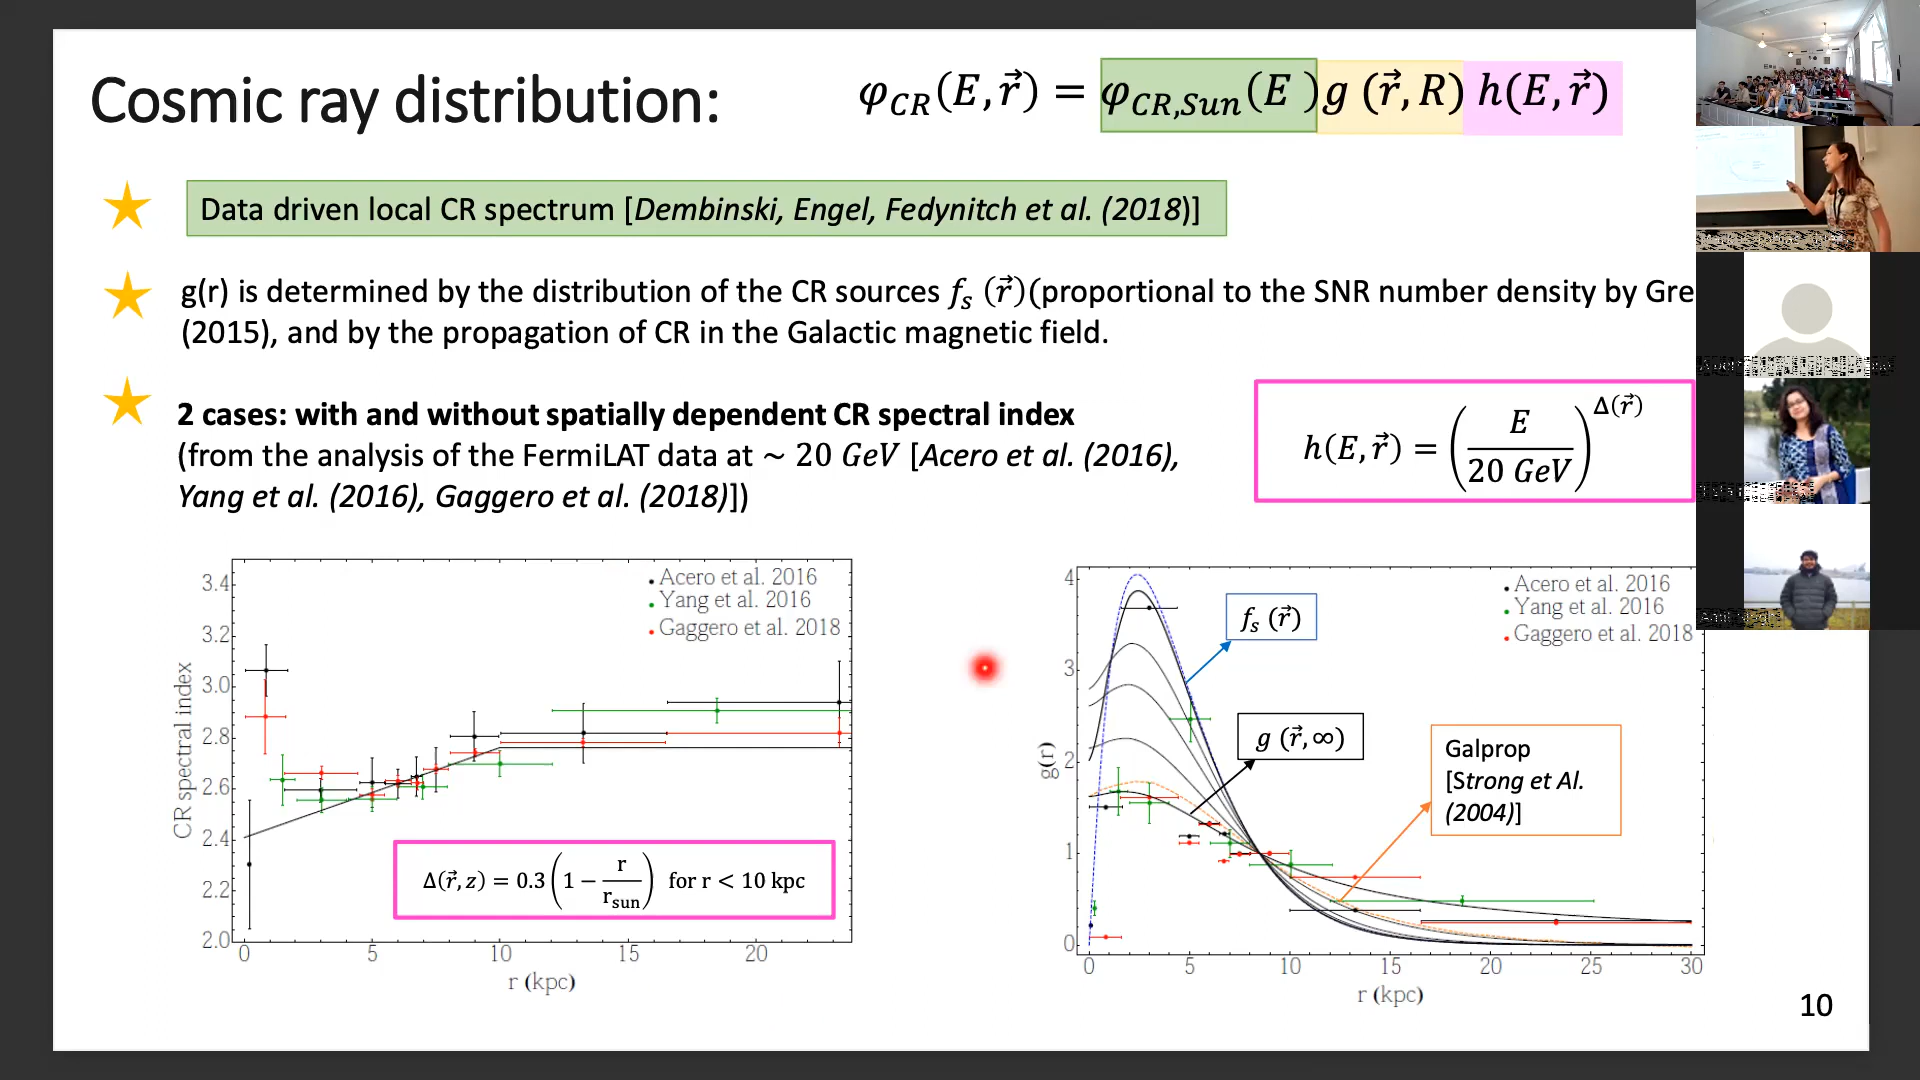 Cosmic ray distribution:
φ_CR(E, r⃗) = φ_CR,Sun(E) g (r⃗, R) h(E, r⃗)
Data driven local CR spectrum [Dembinski, Engel, Fedynitch et al. (2018)]
g(r) is determined by the distribution of the CR sources f_s (r⃗)(proportional to the SNR number density by Gre
(2015), and by the propagation of CR in the Galactic magnetic field.
2 cases: with and without spatially dependent CR spectral index
(from the analysis of the FermiLAT data at ~ 20 GeV [Acero et al. (2016),
Yang et al. (2016), Gaggero et al. (2018)])
h(E, r⃗) = (E / 20 GeV)^Δ(r⃗)
Acero et al. 2016
Yang et al. 2016
Gaggero et al. 2018
CR spectral index
3.4
3.2
3.0
2.8
2.6
2.4
2.2
2.0
Δ(r⃗, z) = 0.3 (1 − r / r_sun) for r < 10 kpc
0 5 10 15 20
r (kpc)
Acero et al. 2016
Yang et al. 2016
Gaggero et al. 2018
f_s (r⃗)
g (r⃗, ∞)
Galprop
[Strong et Al.
(2004)]
g(r)
4
3
2
1
0
0 5 10 15 20 25 30
r (kpc)
10